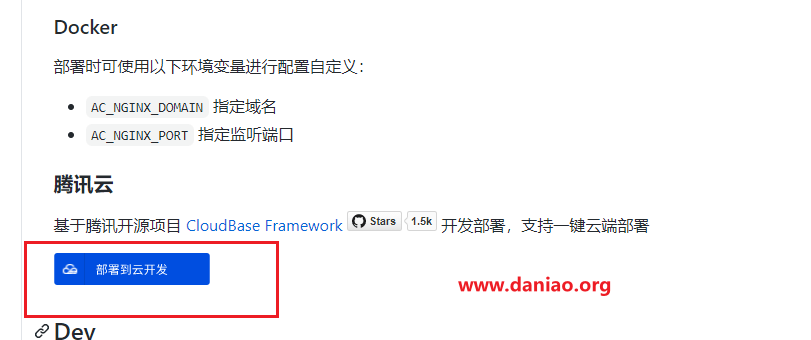 Docker
部署时可使用以下环境变量进行配置自定义：
AC_NGINX_DOMAIN 指定域名
AC_NGINX_PORT 指定监听端口
腾讯云
基于腾讯开源项目 CloudBase Framework Stars 1.5k 开发部署，支持一键云端部署
部署到云开发
www.daniao.org
Dev